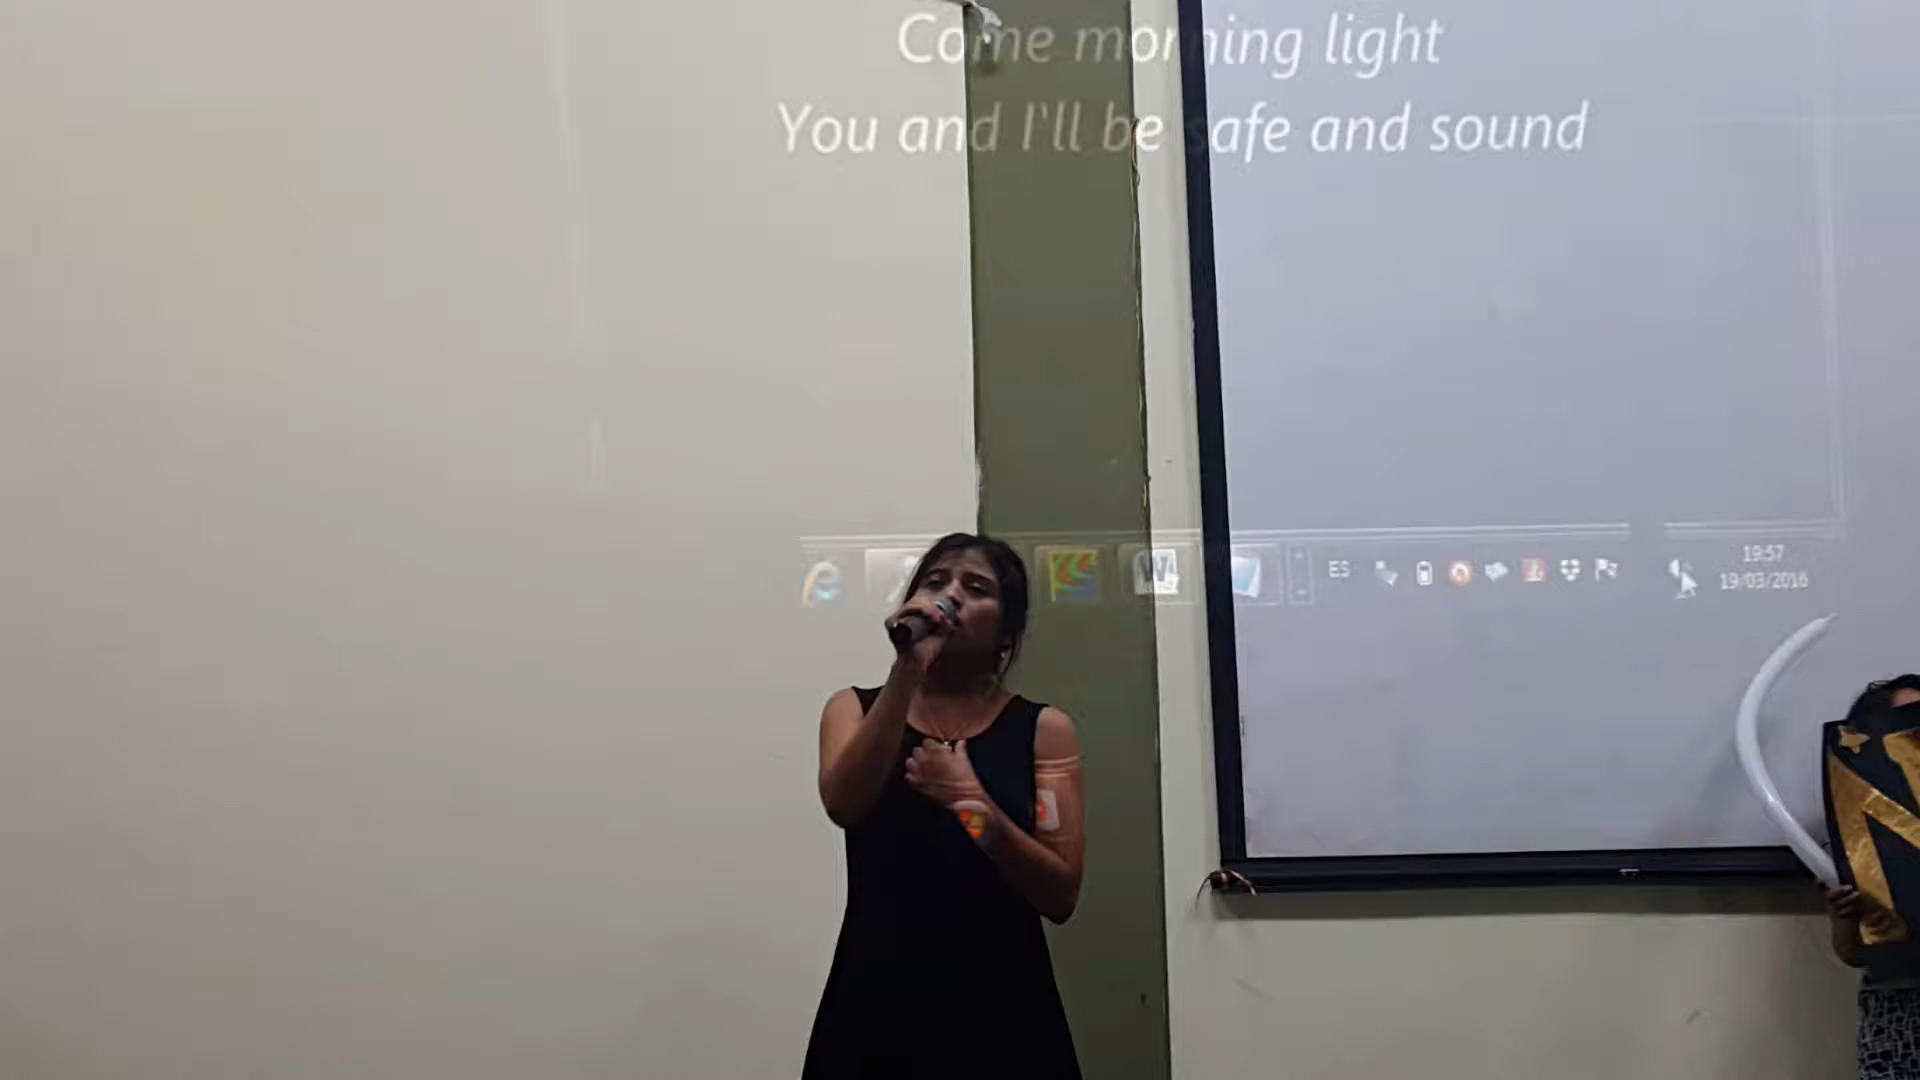 Come morning light
You and I'll be safe and sound
W
ES
19:57
19/03/2016